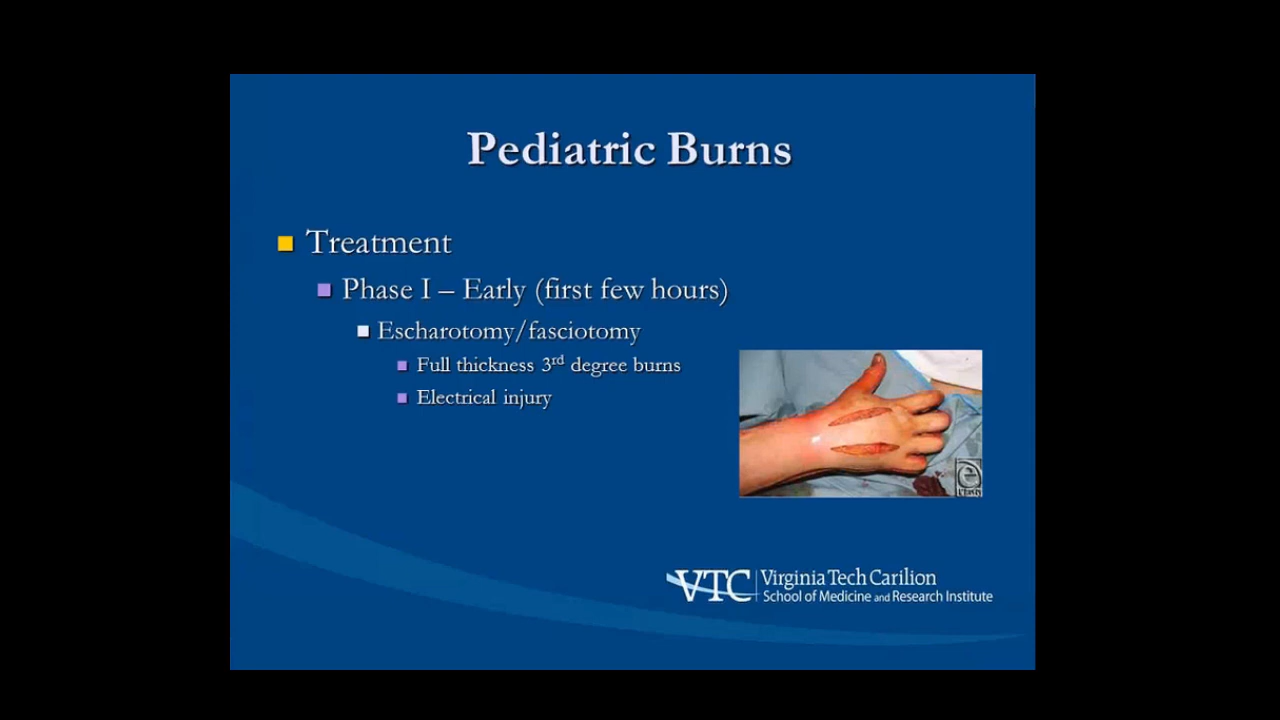 Pediatric Burns
Treatment
Phase I – Early (first few hours)
Escharotomy/fasciotomy
Full thickness 3rd degree burns
Electrical injury
VTC Virginia Tech Carilion
School of Medicine and Research Institute